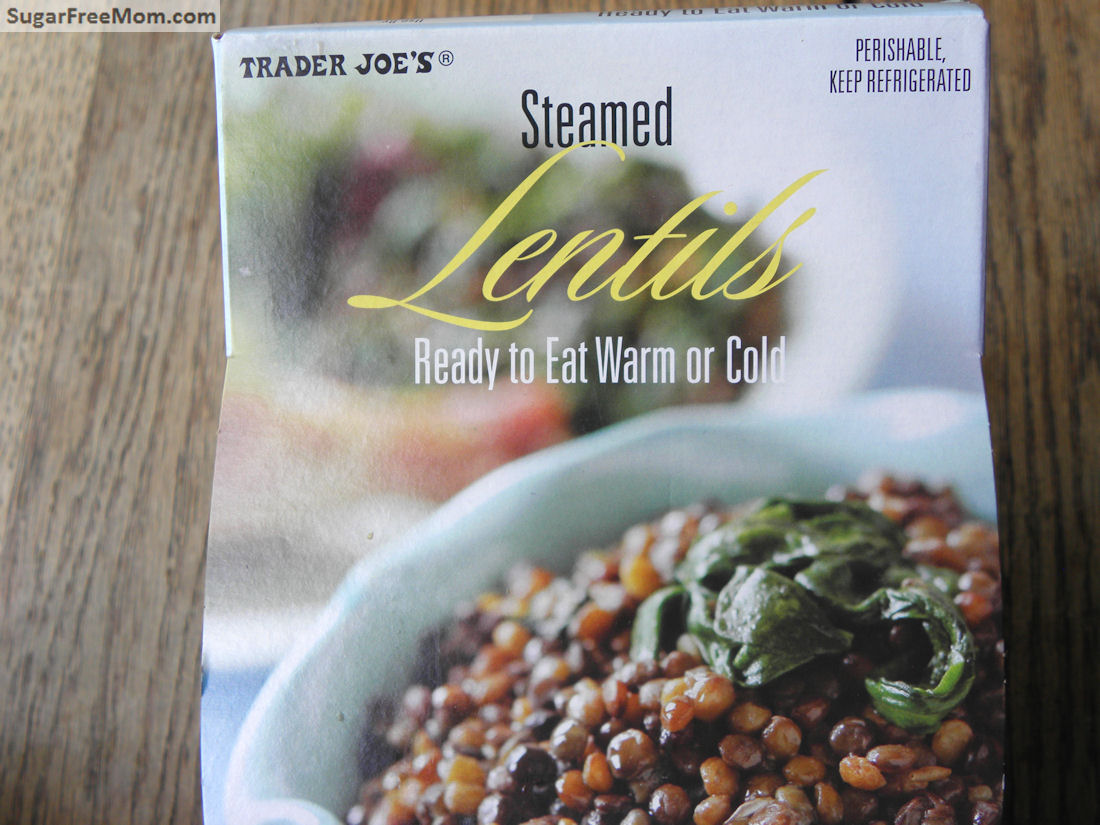 SugarFreeMom.com
Ready to Eat Warm or Cold
TRADER JOE'S®
PERISHABLE,
KEEP REFRIGERATED
Steamed
Lentils
Ready to Eat Warm or Cold